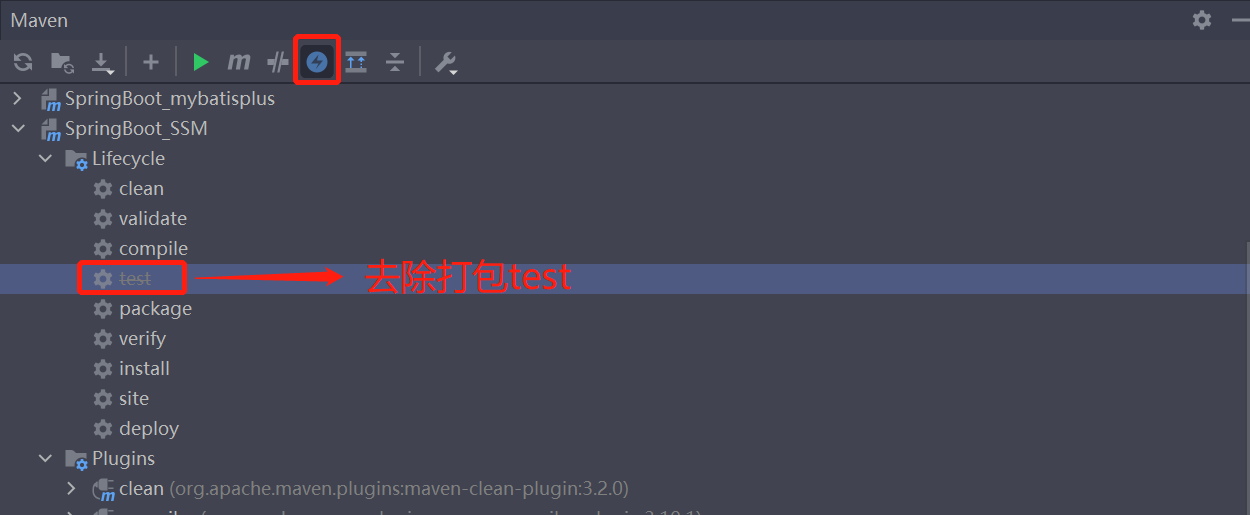 Maven
m
SpringBoot_mybatisplus
SpringBoot_SSM
Lifecycle
clean
validate
compile
test
去除打包test
package
verify
install
site
deploy
Plugins
clean (org.apache.maven.plugins:maven-clean-plugin:3.2.0)